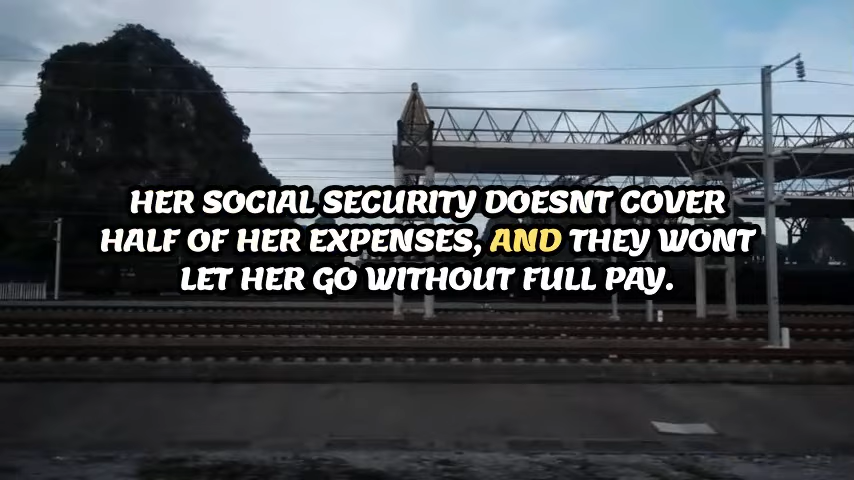 HER SOCIAL SECURITY DOESNT COVER
HALF OF HER EXPENSES, AND THEY WONT
LET HER GO WITHOUT FULL PAY.